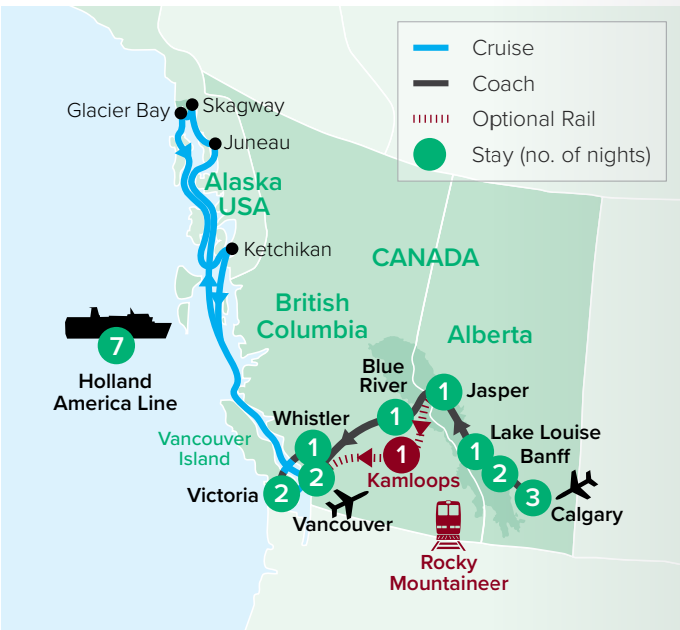 Cruise
Coach
Optional Rail
Stay (no. of nights)
Glacier Bay
Skagway
Juneau
Alaska
USA
Ketchikan
CANADA
British
Columbia
Alberta
7
Holland
America Line
Blue
River
1
Jasper
1
Whistler
1
Lake Louise
1
Banff
2
Vancouver
Island
1
Kamloops
Victoria
2
2
Vancouver
3
Calgary
Rocky
Mountaineer